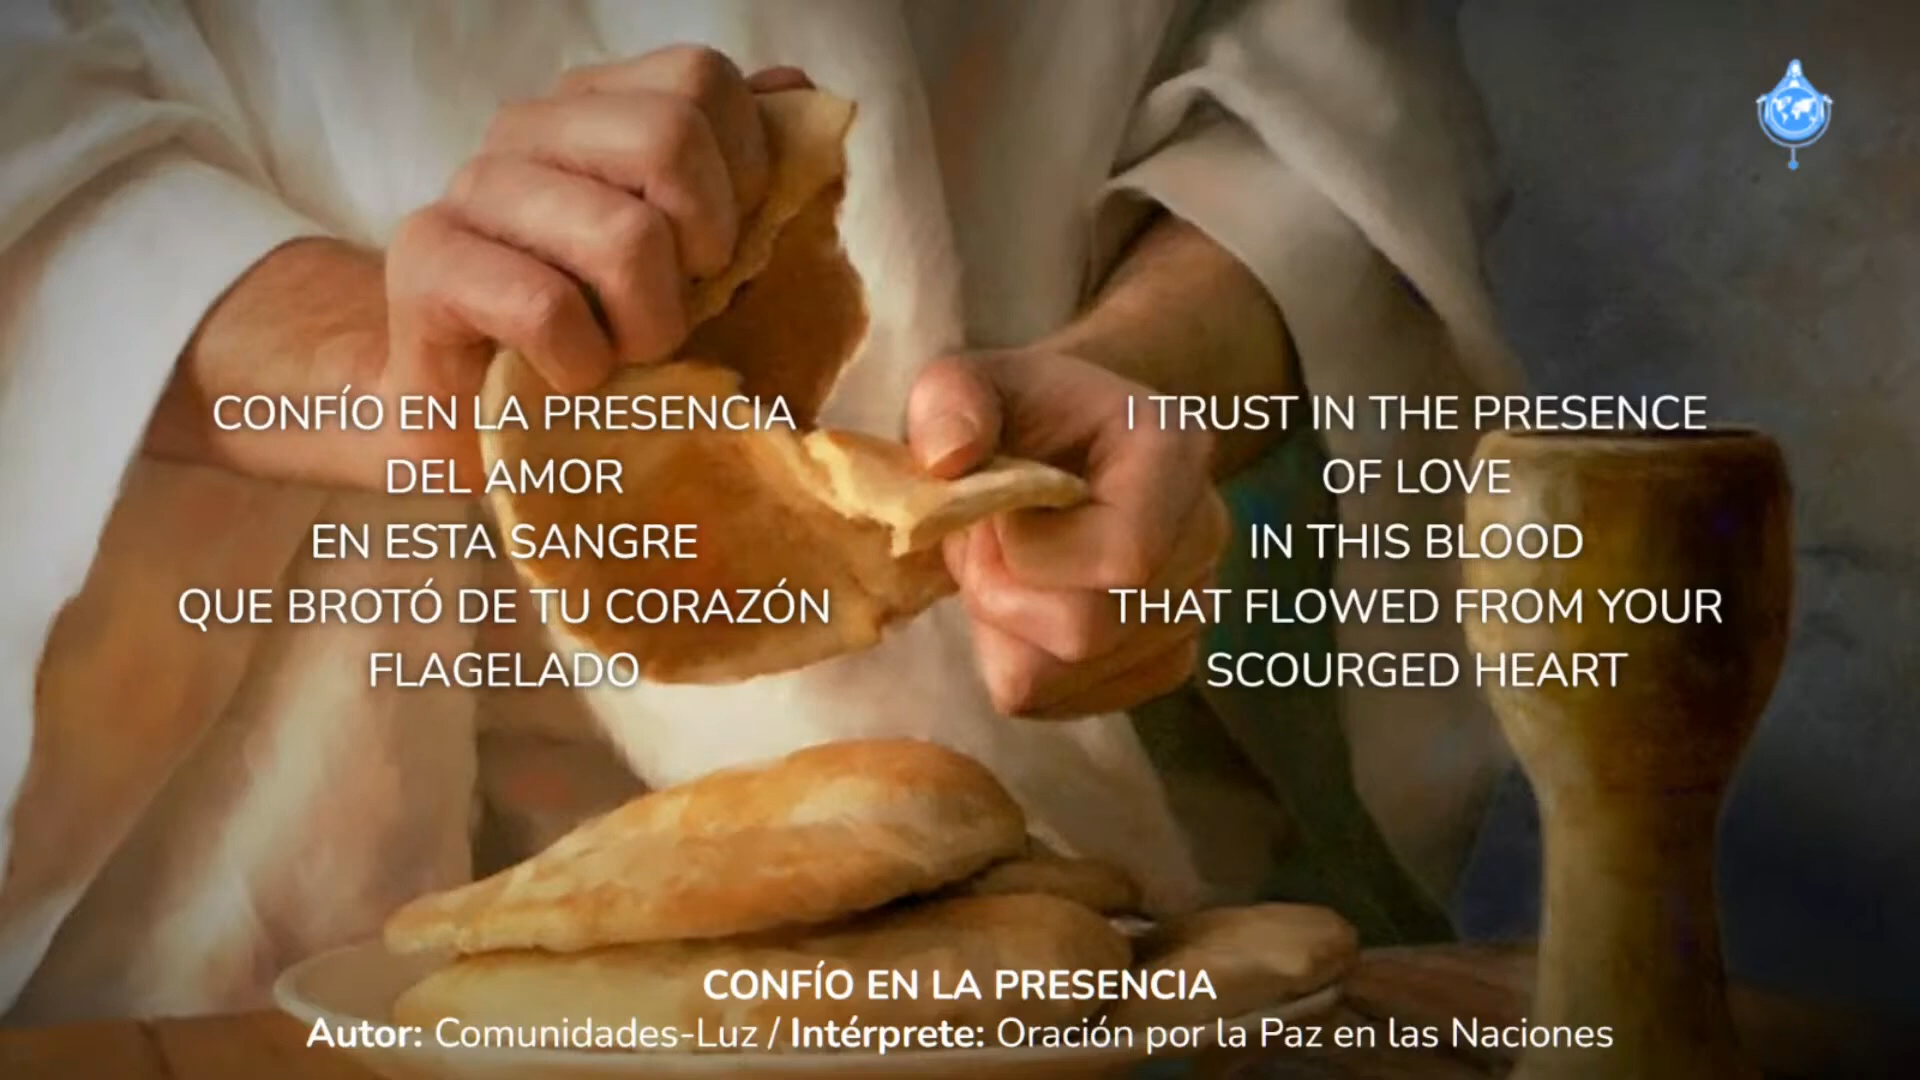 CONFÍO EN LA PRESENCIA
DEL AMOR
EN ESTA SANGRE
QUE BROTÓ DE TU CORAZÓN
FLAGELADO
I TRUST IN THE PRESENCE
OF LOVE
IN THIS BLOOD
THAT FLOWED FROM YOUR
SCOURGED HEART
CONFÍO EN LA PRESENCIA
Autor: Comunidades-Luz / Intérprete: Oración por la Paz en las Naciones